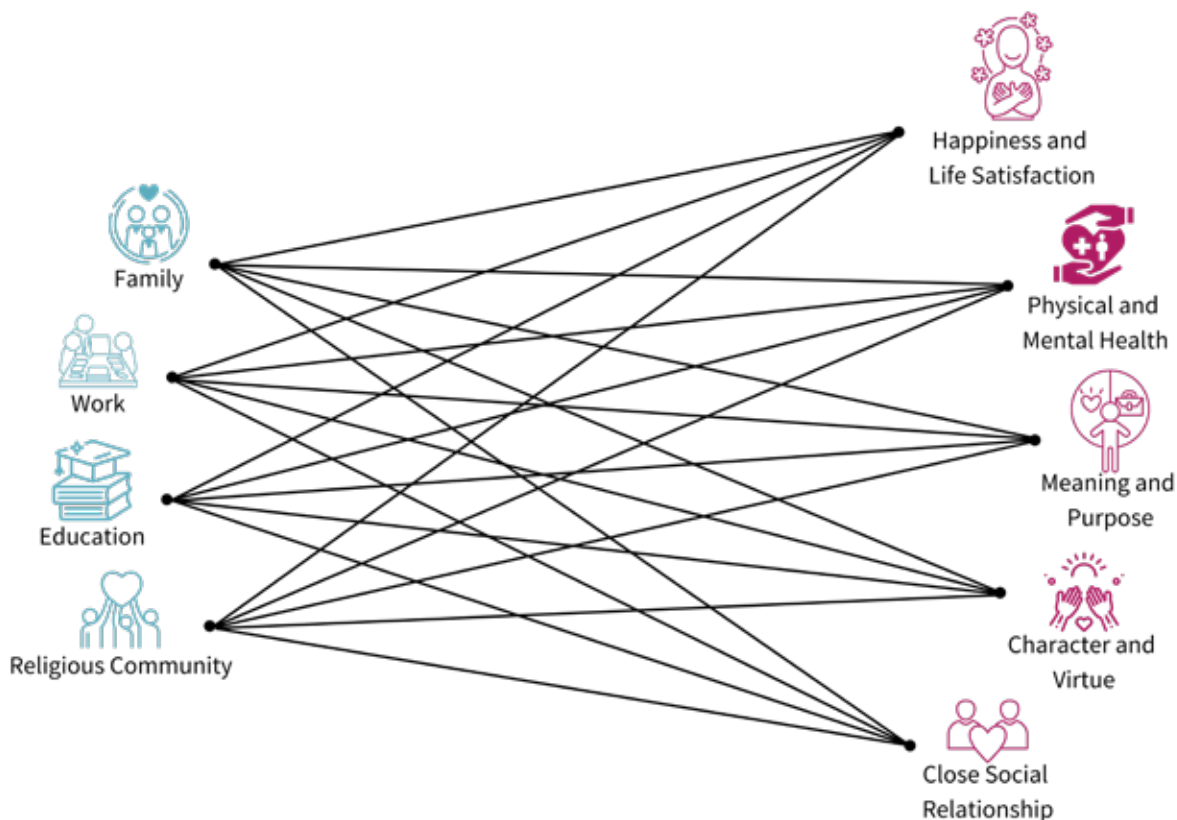 Family
Work
Education
Religious Community
Happiness and
Life Satisfaction
Physical and
Mental Health
Meaning and
Purpose
Character and
Virtue
Close Social
Relationship